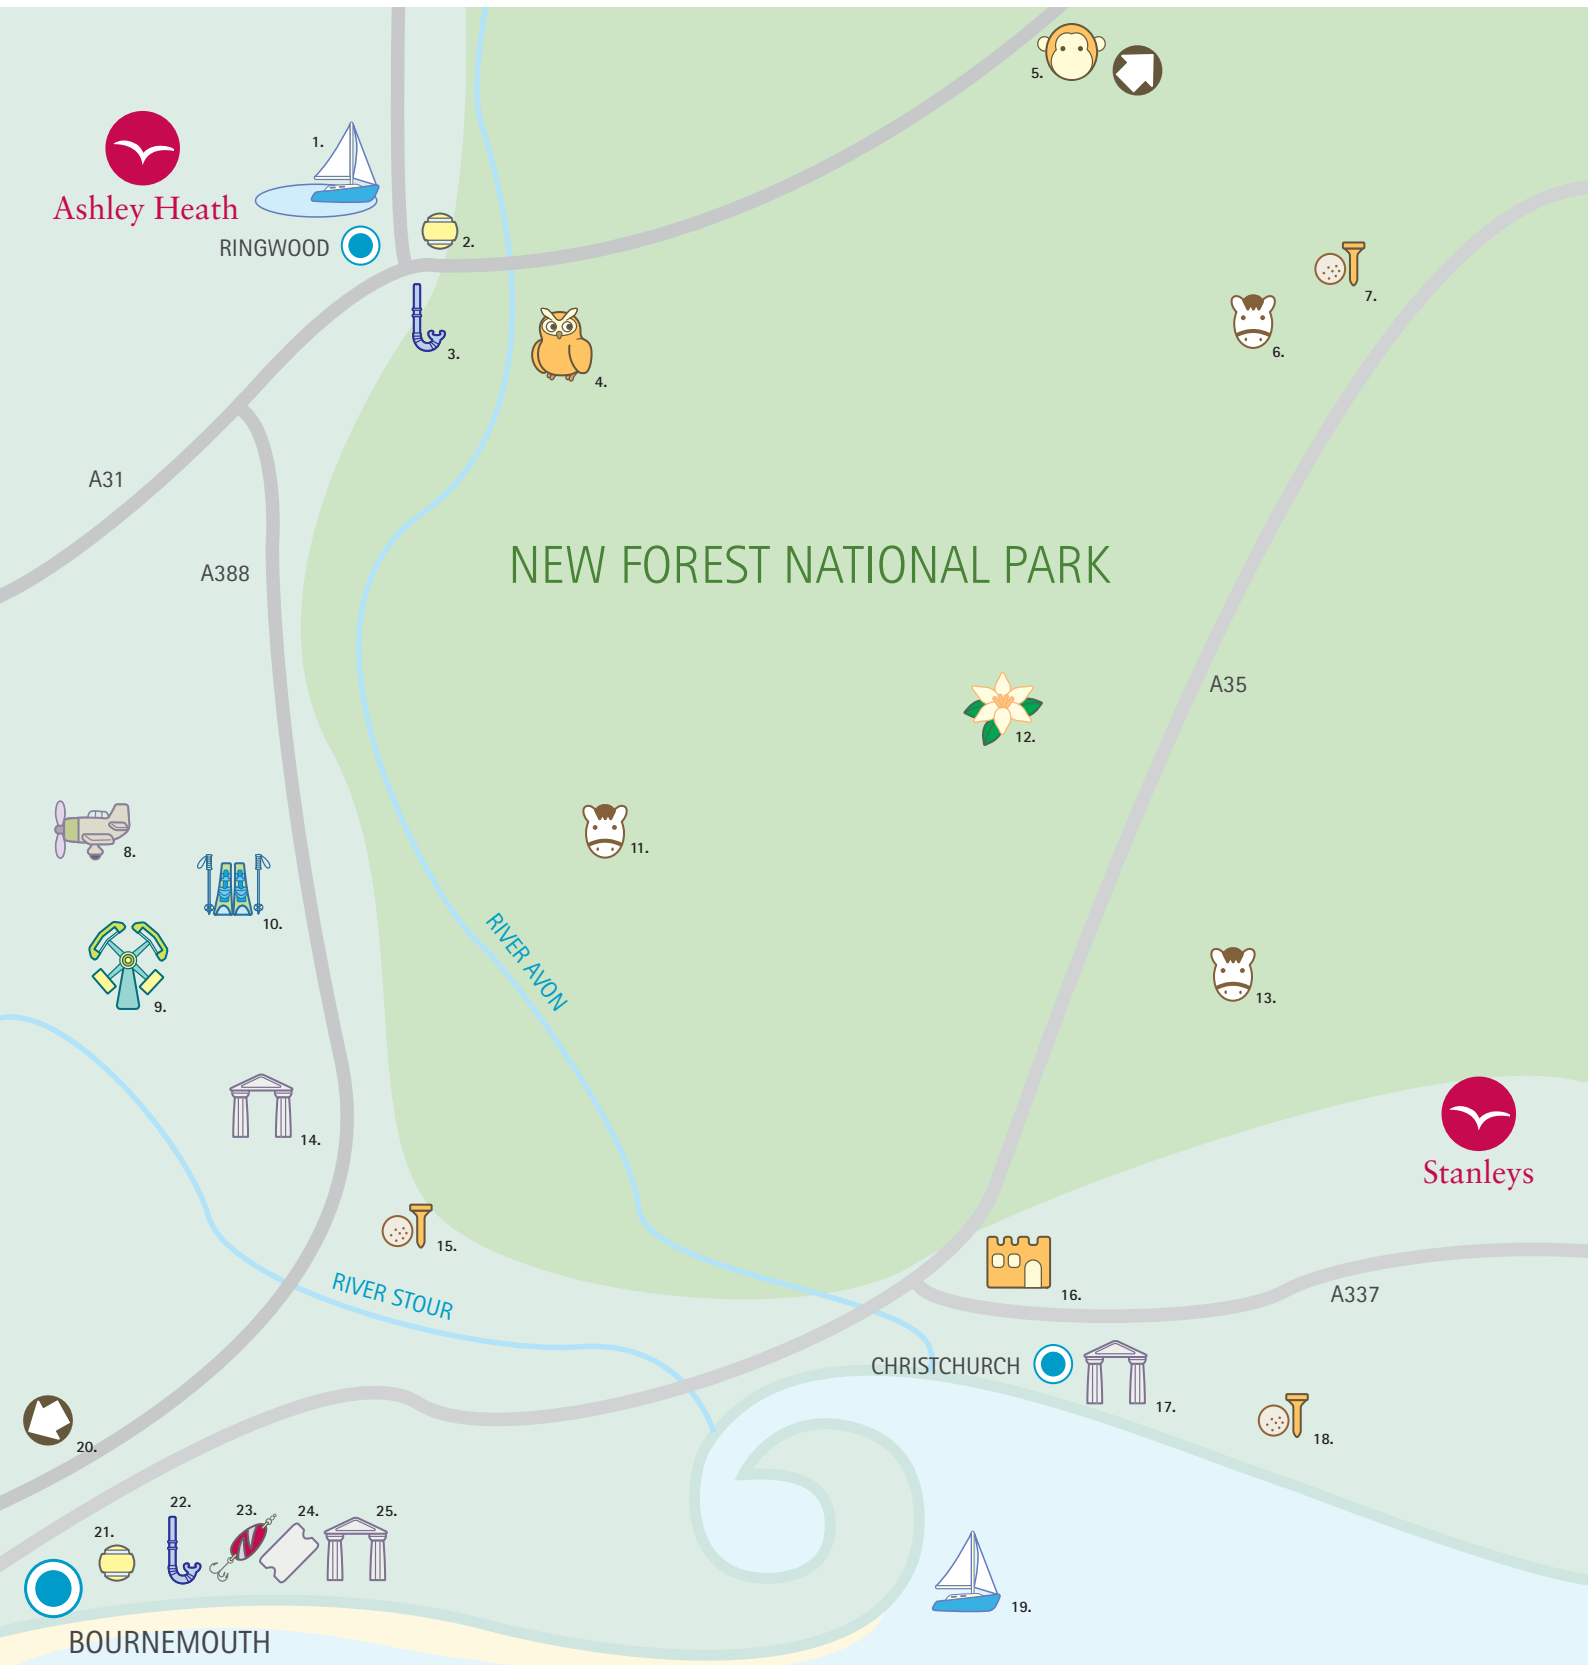 5.
1.
Ashley Heath
RINGWOOD
2.
7.
3.
6.
4.
A31
A388
NEW FOREST NATIONAL PARK
A35
12.
8.
11.
10.
RIVER AVON
9.
13.
14.
Stanleys
15.
RIVER STOUR
16.
A337
CHRISTCHURCH
17.
18.
20.
22.
23.
24.
25.
21.
19.
BOURNEMOUTH